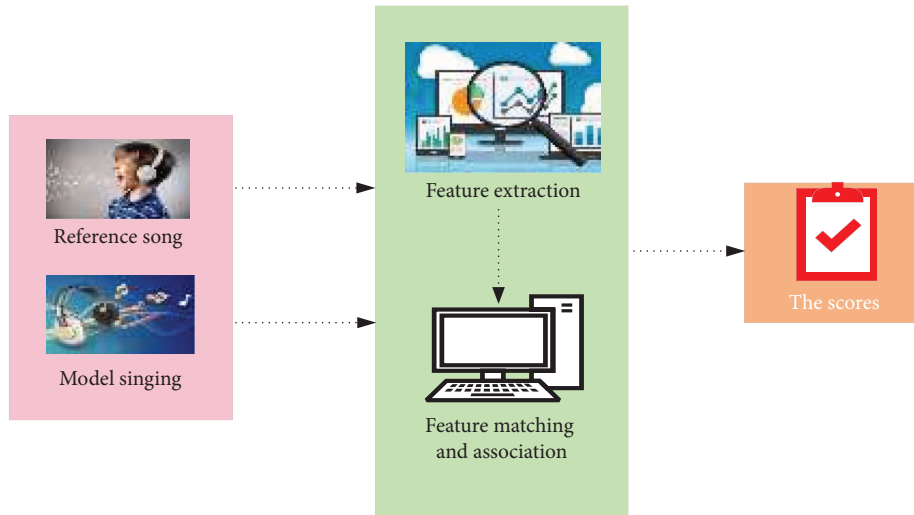 Reference song
Model singing
Feature extraction
Feature matching
and association
The scores